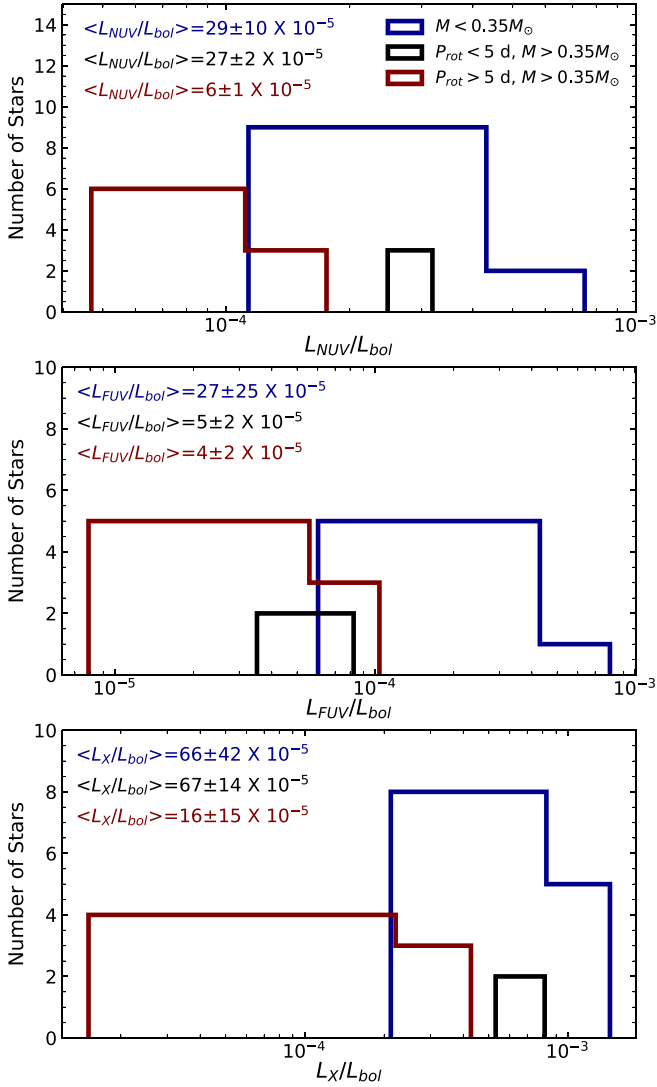 <L_NUV/L_bol>=29±10 X 10⁻⁵
<L_NUV/L_bol>=27±2 X 10⁻⁵
<L_NUV/L_bol>=6±1 X 10⁻⁵
M < 0.35M⊙
P_rot < 5 d, M > 0.35M⊙
P_rot > 5 d, M > 0.35M⊙
Number of Stars
14
12
10
8
6
4
2
0
10⁻⁴
10⁻³
L_NUV/L_bol
<L_FUV/L_bol>=27±25 X 10⁻⁵
<L_FUV/L_bol>=5±2 X 10⁻⁵
<L_FUV/L_bol>=4±2 X 10⁻⁵
Number of Stars
10
8
6
4
2
0
10⁻⁵
10⁻⁴
10⁻³
L_FUV/L_bol
<L_X/L_bol>=66±42 X 10⁻⁵
<L_X/L_bol>=67±14 X 10⁻⁵
<L_X/L_bol>=16±15 X 10⁻⁵
Number of Stars
10
8
6
4
2
0
10⁻⁴
10⁻³
L_X/L_bol